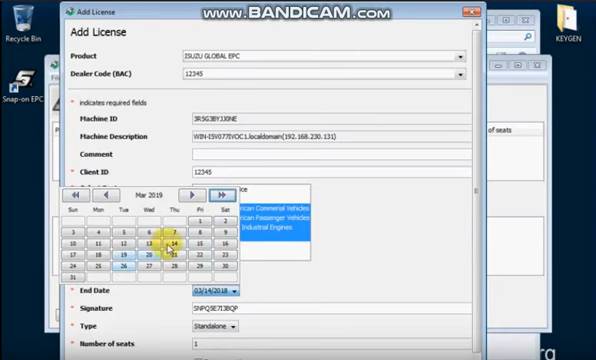 Add License
WWW.BANDICAM.COM
Recycle Bin
KEYGEN
Snap-on EPC
Add License
Product
ISUZU GLOBAL EPC
Dealer Code (BAC)
12345
* indicates required fields
* Machine ID
3R5G3BYJJ0NE
* Machine Description
WIN-I5V077IVOC1.localdomain(192.168.230.131)
Comment
* Client ID
12345
of seats
Mar 2019
Sun Mon Tue Wed Thu Fri Sat
1 2
3 4 5 6 7 8 9
10 11 12 13 14 15 16
17 18 19 20 21 22 23
24 25 26 27 28 29 30
31
Industrial Engines
* End Date
03/14/2018
* Signature
* Type
Standalone
* Number of seats
1